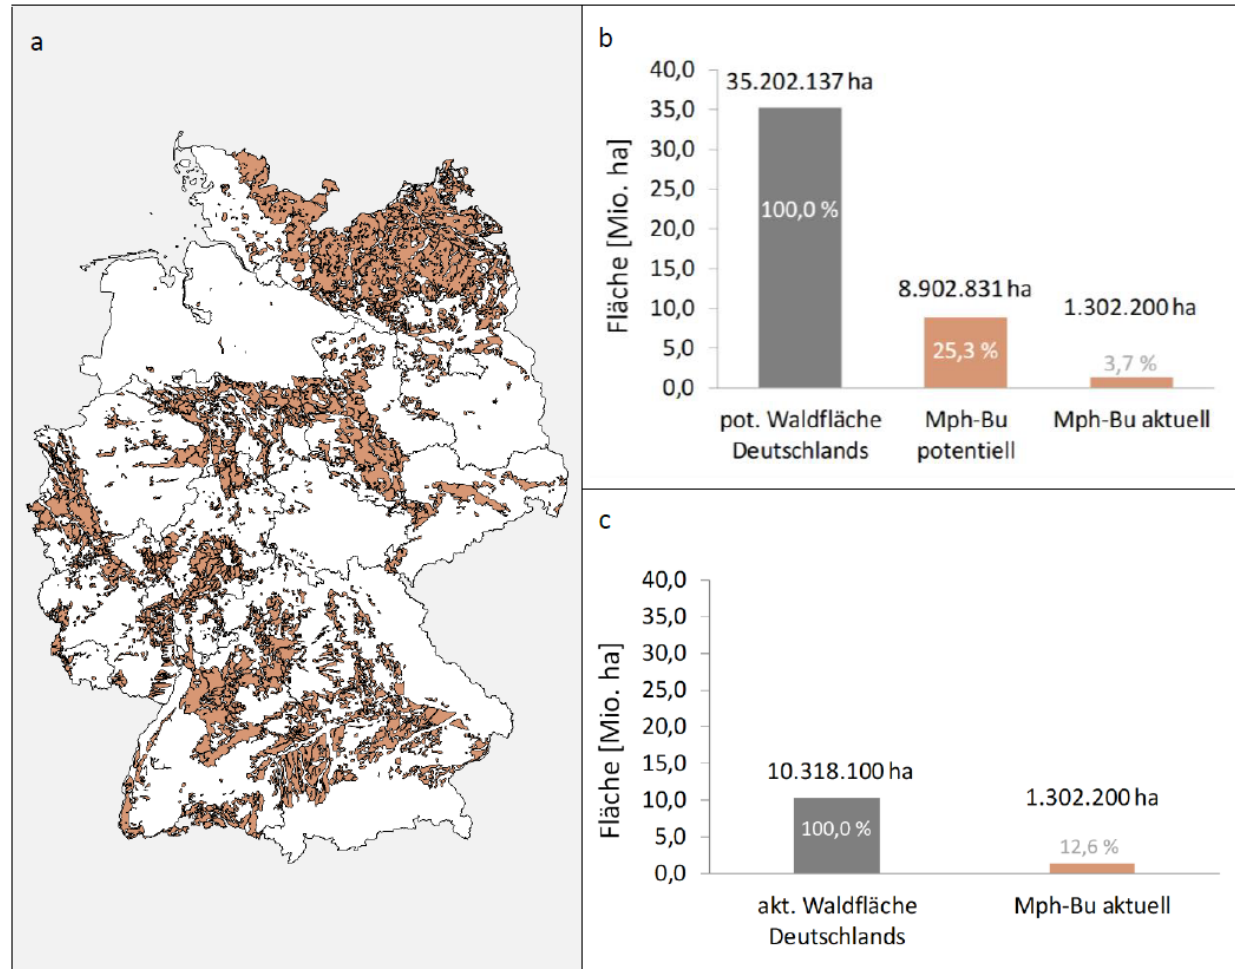 a
b
Fläche [Mio. ha]
40,0
35,0
30,0
25,0
20,0
15,0
10,0
5,0
0,0
35.202.137 ha
100,0 %
8.902.831 ha
25,3 %
1.302.200 ha
3,7 %
pot. Waldfläche
Deutschlands
Mph-Bu
potentiell
Mph-Bu aktuell
c
Fläche [Mio. ha]
40,0
35,0
30,0
25,0
20,0
15,0
10,0
5,0
0,0
10.318.100 ha
100,0 %
1.302.200 ha
12,6 %
akt. Waldfläche
Deutschlands
Mph-Bu aktuell